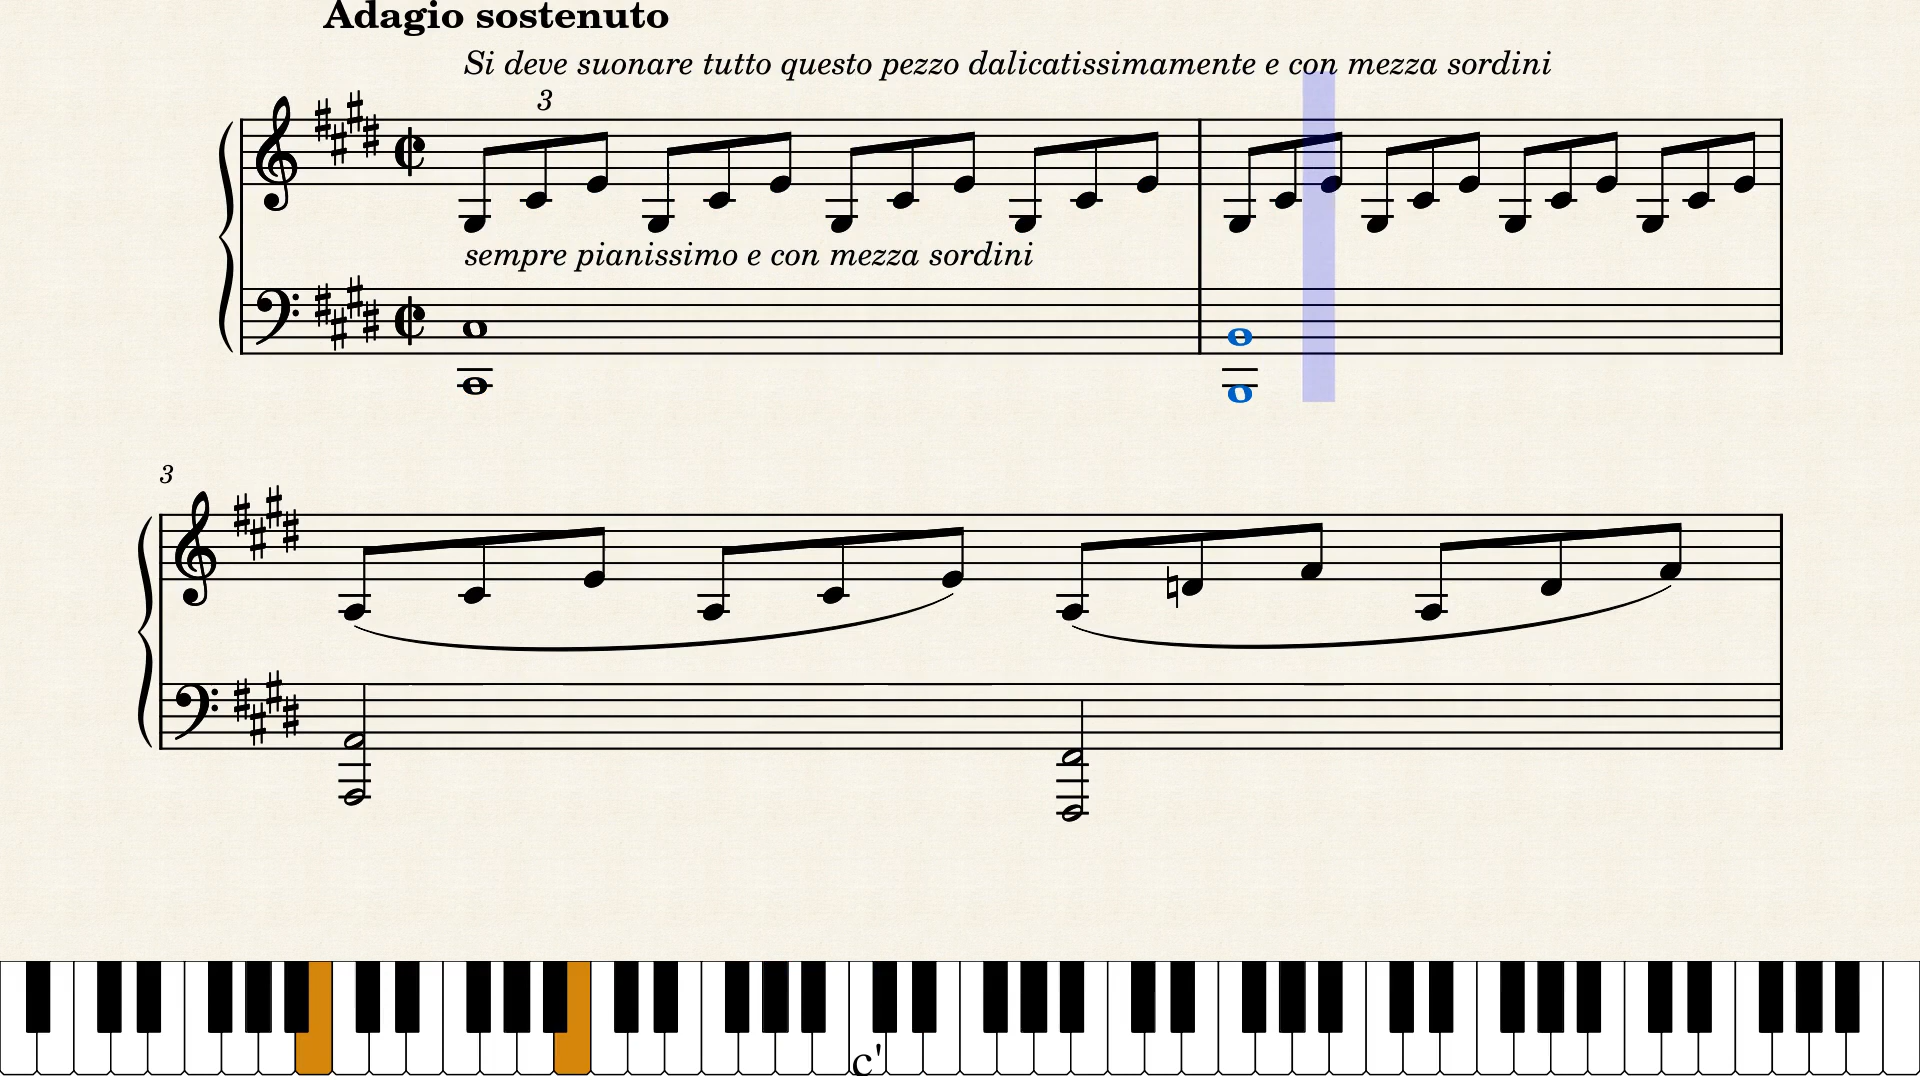 Adagio sostenuto
Si deve suonare tutto questo pezzo dalicatissimamente e con mezza sordini
3
sempre pianissimo e con mezza sordini
3
c'